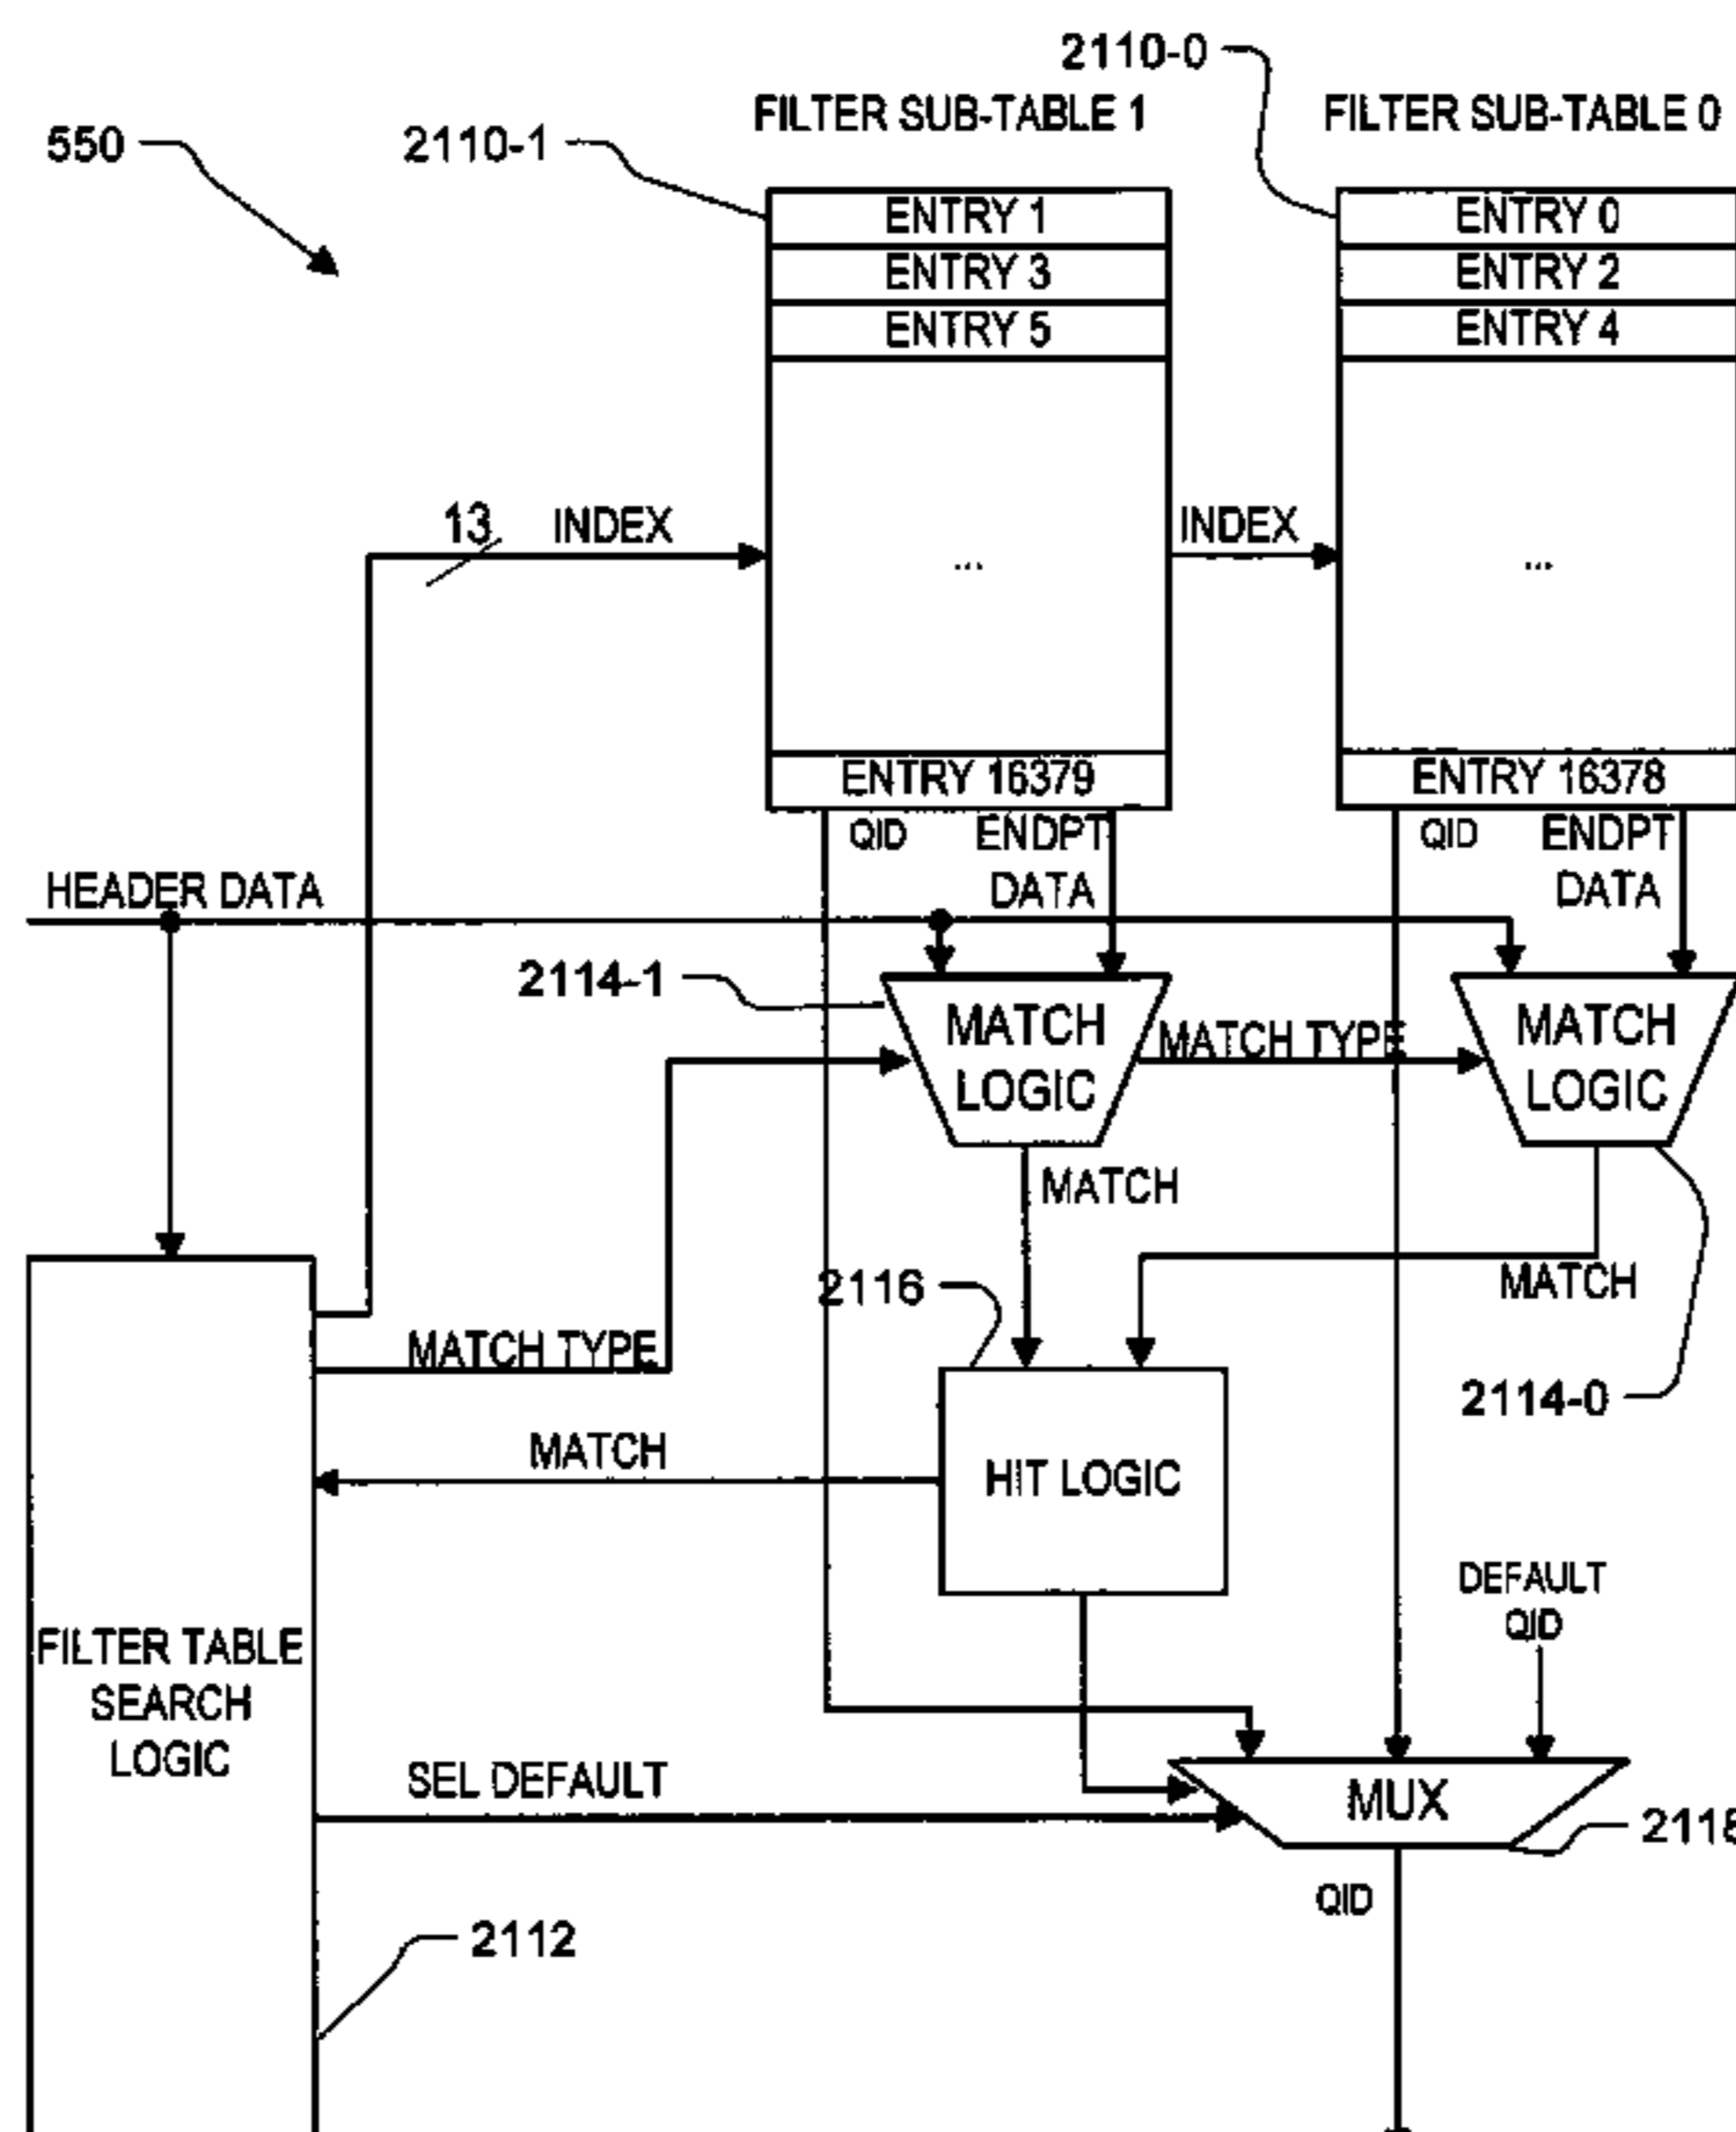 2110-0
FILTER SUB-TABLE 1
FILTER SUB-TABLE 0
550
2110-1
ENTRY 1
ENTRY 0
ENTRY 3
ENTRY 2
ENTRY 5
ENTRY 4
13
INDEX
INDEX
...
...
ENTRY 16379
ENTRY 16378
QID
ENDPT
DATA
QID
ENDPT
DATA
HEADER DATA
2114-1
MATCH
LOGIC
MATCH TYPE
MATCH
LOGIC
MATCH
2116
MATCH
MATCH TYPE
2114-0
MATCH
HIT LOGIC
DEFAULT
QID
FILTER TABLE
SEARCH
LOGIC
SEL DEFAULT
MUX
QID
2112